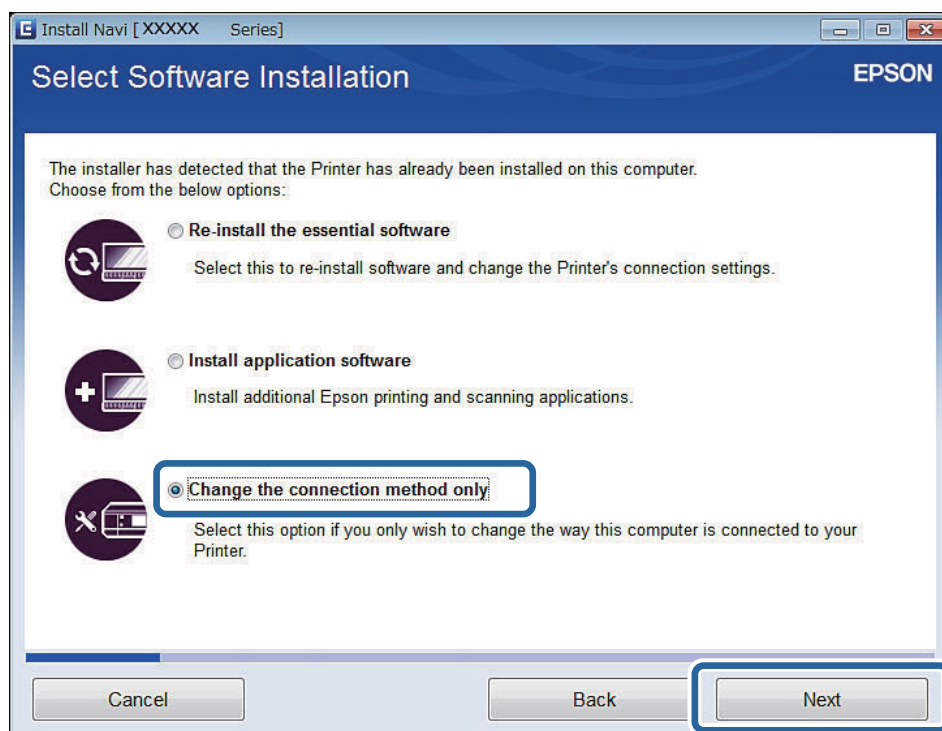 Install Navi [ XXXXX Series]
Select Software Installation
EPSON
The installer has detected that the Printer has already been installed on this computer.
Choose from the below options:
Re-install the essential software
Select this to re-install software and change the Printer's connection settings.
Install application software
Install additional Epson printing and scanning applications.
Change the connection method only
Select this option if you only wish to change the way this computer is connected to your
Printer.
Cancel
Back
Next